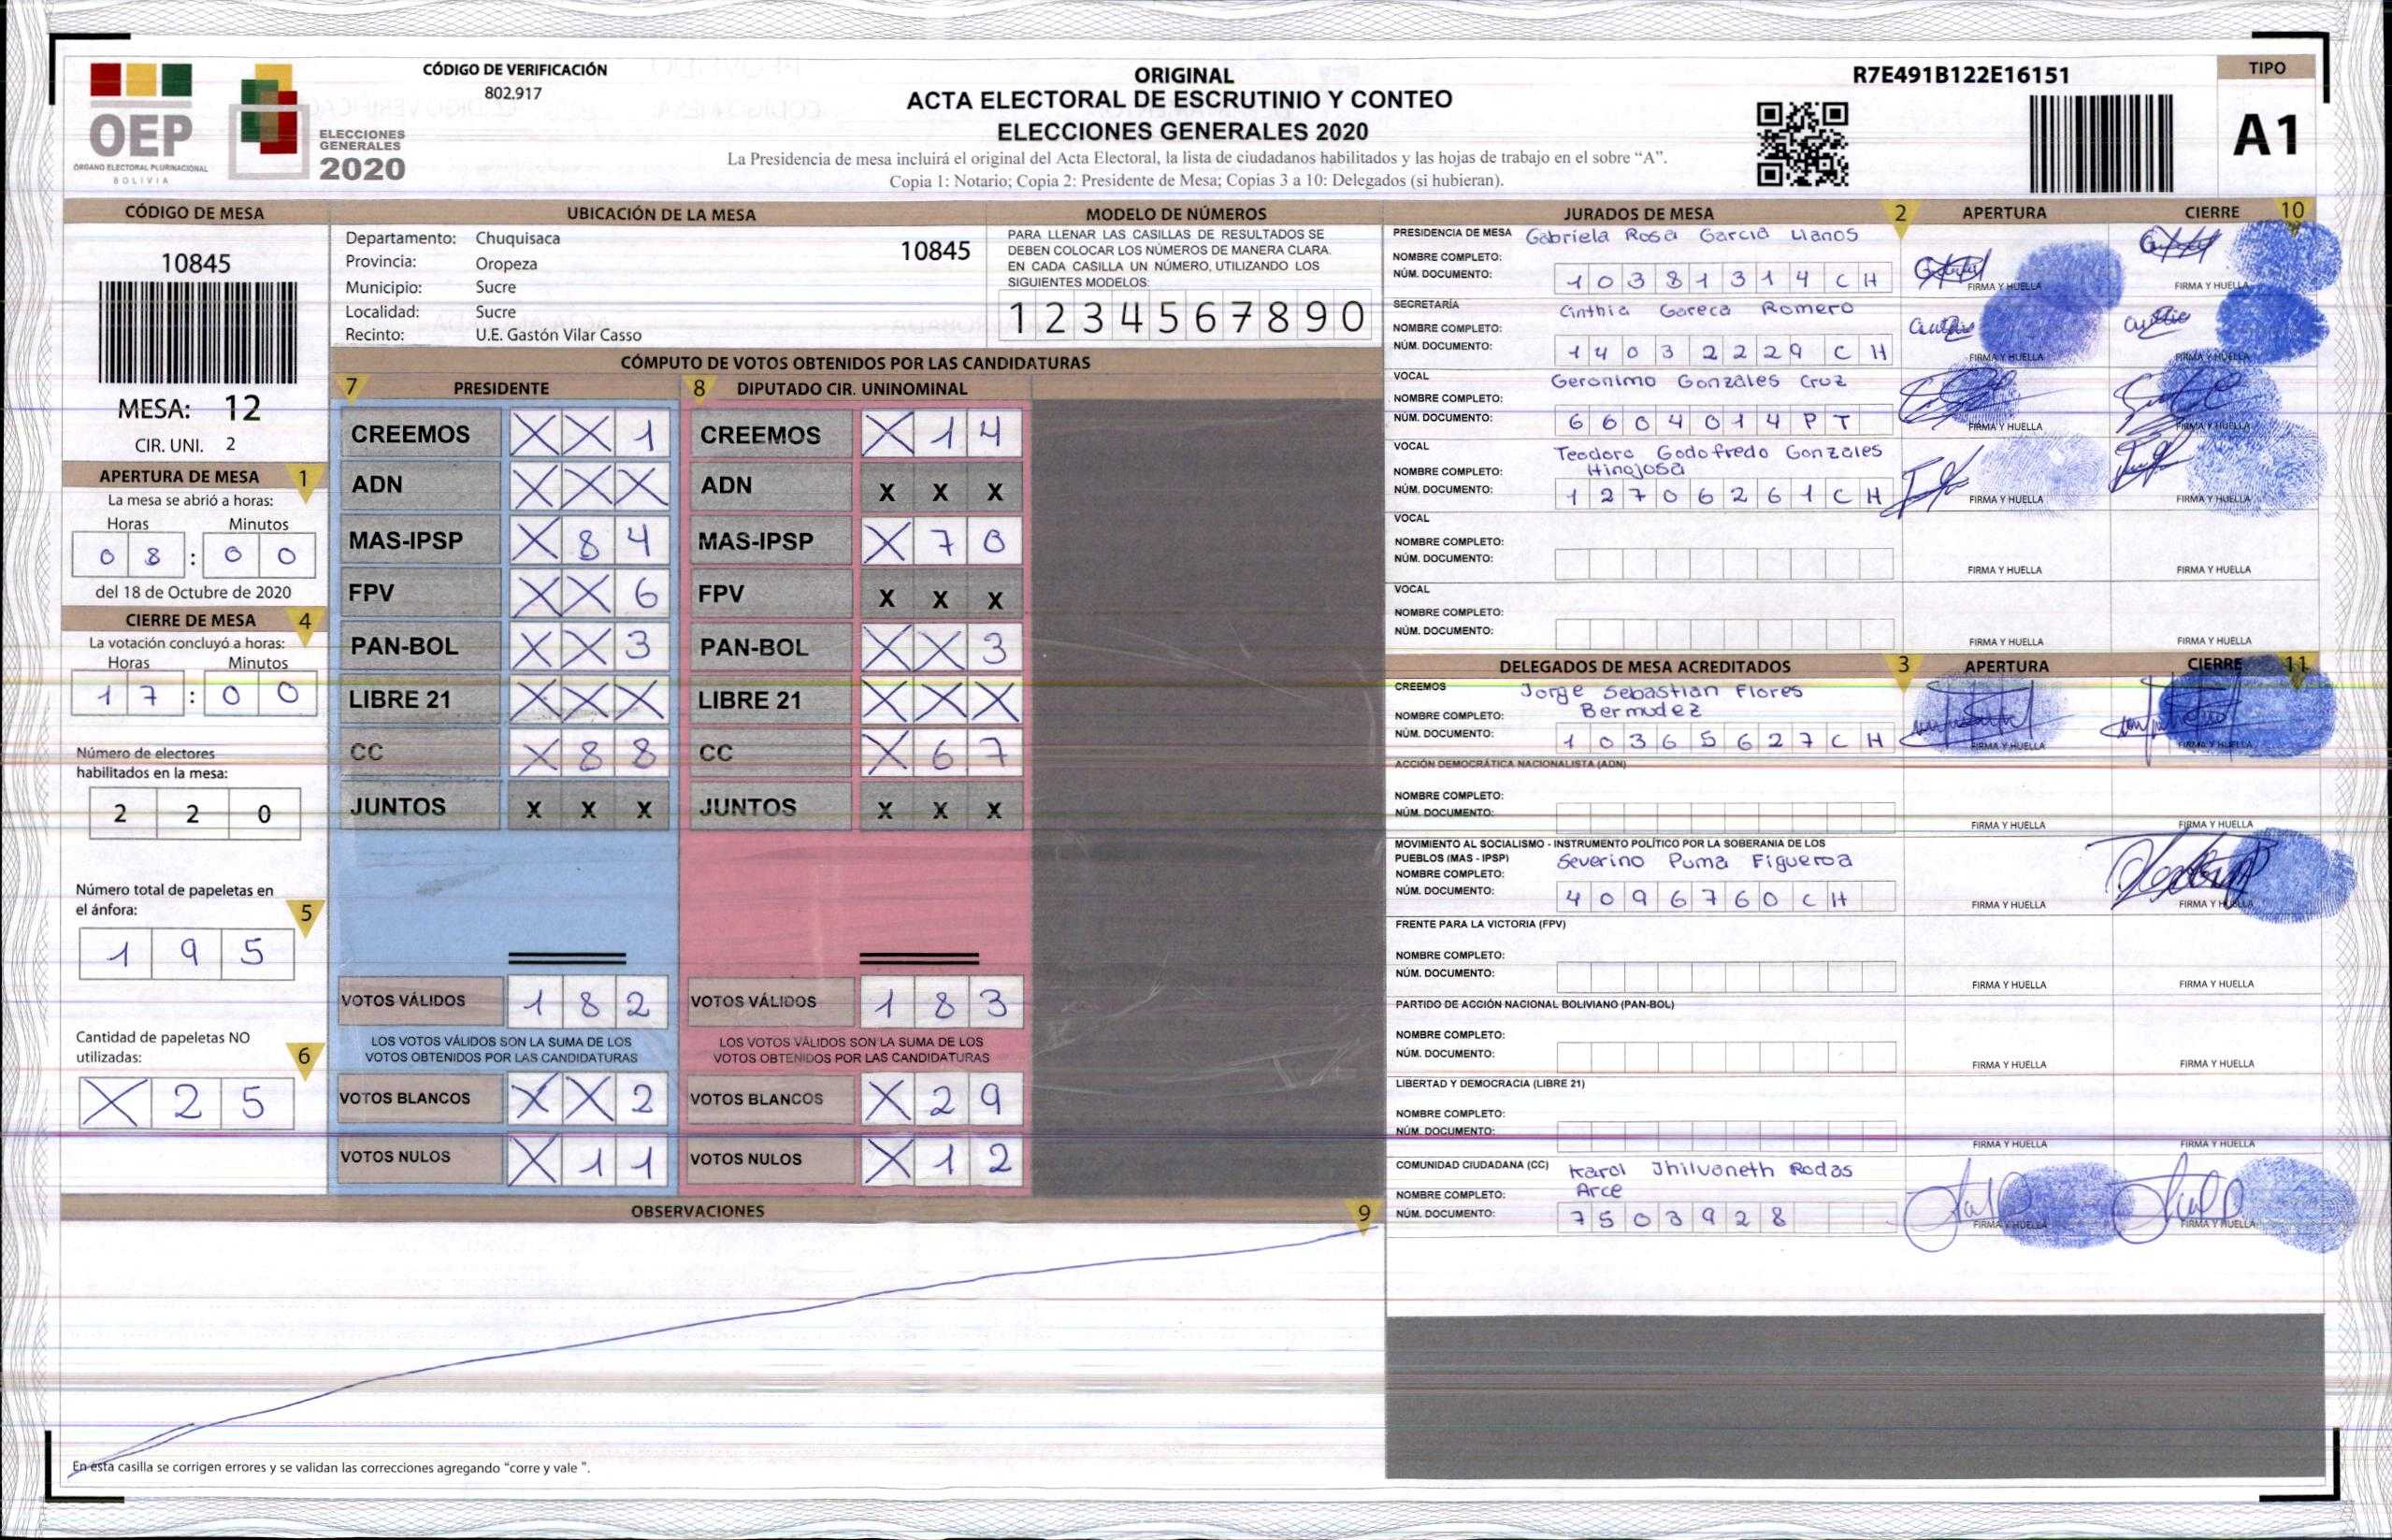 CÓDIGO DE VERIFICACIÓN
802.917
OEP
ÓRGANO ELECTORAL PLURINACIONAL
BOLIVIA
ELECCIONES
GENERALES
2020
ORIGINAL
ACTA ELECTORAL DE ESCRUTINIO Y CONTEO
ELECCIONES GENERALES 2020
La Presidencia de mesa incluirá el original del Acta Electoral, la lista de ciudadanos habilitados y las hojas de trabajo en el sobre “A”.
Copia 1: Notario; Copia 2: Presidente de Mesa; Copias 3 a 10: Delegados (si hubieran).
R7E491B122E16151
TIPO
A1
CÓDIGO DE MESA
10845
MESA: 12
CIR. UNI. 2
APERTURA DE MESA 1
La mesa se abrió a horas:
Horas Minutos
0 8 : 0 0
del 18 de Octubre de 2020
CIERRE DE MESA 4
La votación concluyó a horas:
Horas Minutos
1 7 : 0 0
Número de electores
habilitados en la mesa:
2 2 0
Número total de papeletas en
el ánfora: 5
1 9 5
Cantidad de papeletas NO
utilizadas: 6
X 2 5
UBICACIÓN DE LA MESA
Departamento: Chuquisaca 10845
Provincia: Oropeza
Municipio: Sucre
Localidad: Sucre
Recinto: U.E. Gastón Vilar Casso
MODELO DE NÚMEROS
PARA LLENAR LAS CASILLAS DE RESULTADOS SE
DEBEN COLOCAR LOS NÚMEROS DE MANERA CLARA.
EN CADA CASILLA UN NÚMERO, UTILIZANDO LOS
SIGUIENTES MODELOS:
1 2 3 4 5 6 7 8 9 0
CÓMPUTO DE VOTOS OBTENIDOS POR LAS CANDIDATURAS
7 PRESIDENTE 8 DIPUTADO CIR. UNINOMINAL
CREEMOS X X 1 CREEMOS X 1 4
ADN X X X ADN X X X
MAS-IPSP X 8 4 MAS-IPSP X 7 0
FPV X X 6 FPV X X X
PAN-BOL X X 3 PAN-BOL X X 3
LIBRE 21 X X X LIBRE 21 X X X
CC X 8 8 CC X 6 7
JUNTOS X X X JUNTOS X X X
VOTOS VÁLIDOS 1 8 2 VOTOS VÁLIDOS 1 8 3
LOS VOTOS VÁLIDOS SON LA SUMA DE LOS LOS VOTOS VÁLIDOS SON LA SUMA DE LOS
VOTOS OBTENIDOS POR LAS CANDIDATURAS VOTOS OBTENIDOS POR LAS CANDIDATURAS
VOTOS BLANCOS X X 2 VOTOS BLANCOS X 2 9
VOTOS NULOS X 1 1 VOTOS NULOS X 1 2
OBSERVACIONES 9
En esta casilla se corrigen errores y se validan las correcciones agregando “corre y vale ”.
JURADOS DE MESA 2 APERTURA CIERRE 10
PRESIDENCIA DE MESA Gabriela Rosa Garcia Llanos
NOMBRE COMPLETO:
NÚM. DOCUMENTO: 1 0 3 8 1 3 1 4 C H FIRMA Y HUELLA FIRMA Y HUELLA
SECRETARÍA Cinthia Gareca Romero
NOMBRE COMPLETO:
NÚM. DOCUMENTO: 1 4 0 3 2 2 2 9 C H FIRMA Y HUELLA FIRMA Y HUELLA
VOCAL Geronimo Gonzales Cruz
NOMBRE COMPLETO:
NÚM. DOCUMENTO: 6 6 0 4 0 1 4 P T FIRMA Y HUELLA FIRMA Y HUELLA
VOCAL Teodoro Godofredo Gonzales
NOMBRE COMPLETO: Hinojosa
NÚM. DOCUMENTO: 1 2 7 0 6 2 6 1 C H FIRMA Y HUELLA FIRMA Y HUELLA
VOCAL
NOMBRE COMPLETO:
NÚM. DOCUMENTO: FIRMA Y HUELLA FIRMA Y HUELLA
VOCAL
NOMBRE COMPLETO:
NÚM. DOCUMENTO: FIRMA Y HUELLA FIRMA Y HUELLA
DELEGADOS DE MESA ACREDITADOS 3 APERTURA CIERRE 11
CREEMOS Jorge Sebastian Flores
NOMBRE COMPLETO: Bermudez
NÚM. DOCUMENTO: 1 0 3 6 5 6 2 7 C H FIRMA Y HUELLA FIRMA Y HUELLA
ACCIÓN DEMOCRÁTICA NACIONALISTA (ADN)
NOMBRE COMPLETO:
NÚM. DOCUMENTO: FIRMA Y HUELLA FIRMA Y HUELLA
MOVIMIENTO AL SOCIALISMO - INSTRUMENTO POLÍTICO POR LA SOBERANIA DE LOS
PUEBLOS (MAS - IPSP) Severino Puma Figueroa
NOMBRE COMPLETO:
NÚM. DOCUMENTO: 4 0 9 6 7 6 0 C H FIRMA Y HUELLA FIRMA Y HUELLA
FRENTE PARA LA VICTORIA (FPV)
NOMBRE COMPLETO:
NÚM. DOCUMENTO: FIRMA Y HUELLA FIRMA Y HUELLA
PARTIDO DE ACCIÓN NACIONAL BOLIVIANO (PAN-BOL)
NOMBRE COMPLETO:
NÚM. DOCUMENTO: FIRMA Y HUELLA FIRMA Y HUELLA
LIBERTAD Y DEMOCRACIA (LIBRE 21)
NOMBRE COMPLETO:
NÚM. DOCUMENTO: FIRMA Y HUELLA FIRMA Y HUELLA
COMUNIDAD CIUDADANA (CC) Karol Jhilvaneth Rodas
NOMBRE COMPLETO: Arce
NÚM. DOCUMENTO: 7 5 0 3 9 2 8 FIRMA Y HUELLA FIRMA Y HUELLA